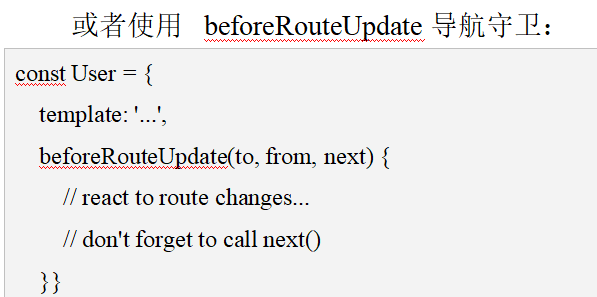 或者使用 beforeRouteUpdate 导航守卫：
const User = {
template: '...',
beforeRouteUpdate(to, from, next) {
// react to route changes...
// don't forget to call next()
}}